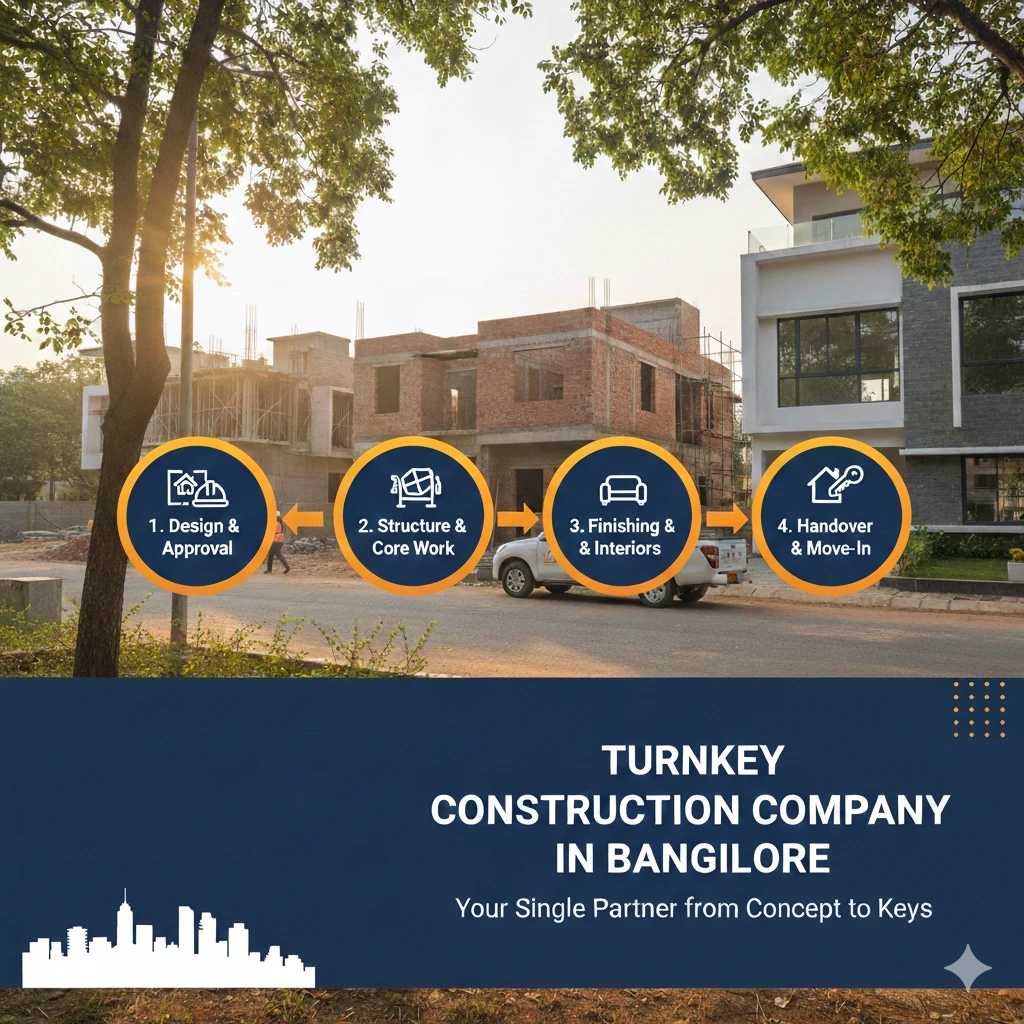 1. Design &
Approval
2. Structure &
Core Work
3. Finishing &
& Interiors
4. Handover
& Move-In
TURNKEY
CONSTRUCTION COMPANY
IN BANGILORE
Your Single Partner from Concept to Keys